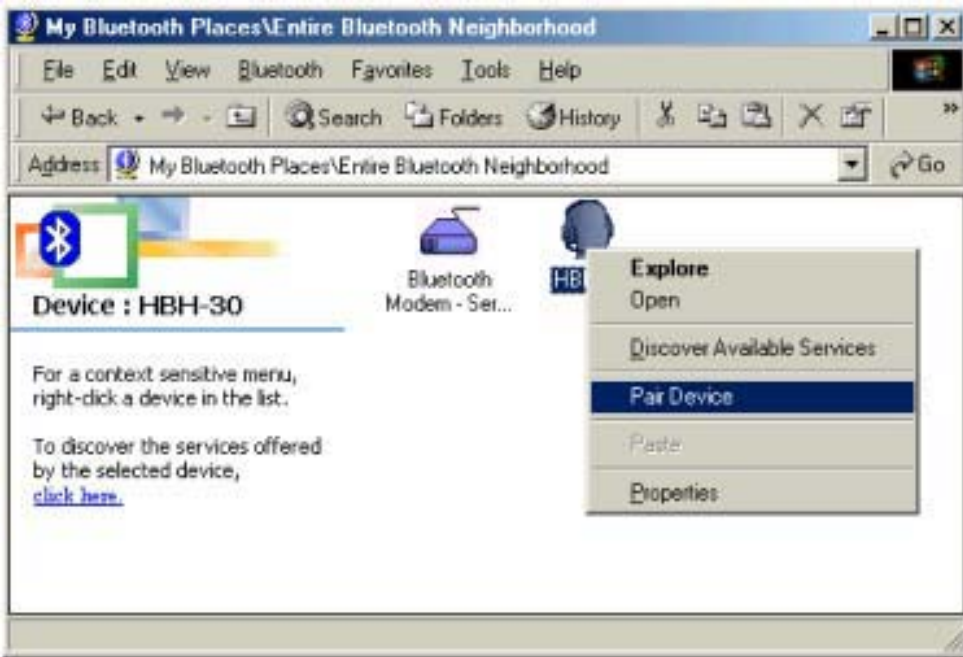 My Bluetooth Places\Entire Bluetooth Neighborhood
File Edit View Bluetooth Favorites Tools Help
Back Search Folders History »
Address My Bluetooth Places\Entire Bluetooth Neighborhood Go
Device : HBH-30
For a context sensitive menu,
right-click a device in the list.
To discover the services offered
by the selected device,
click here.
Bluetooth
Modem - Ser...
HB
Explore
Open
Discover Available Services
Pair Device
Paste
Properties